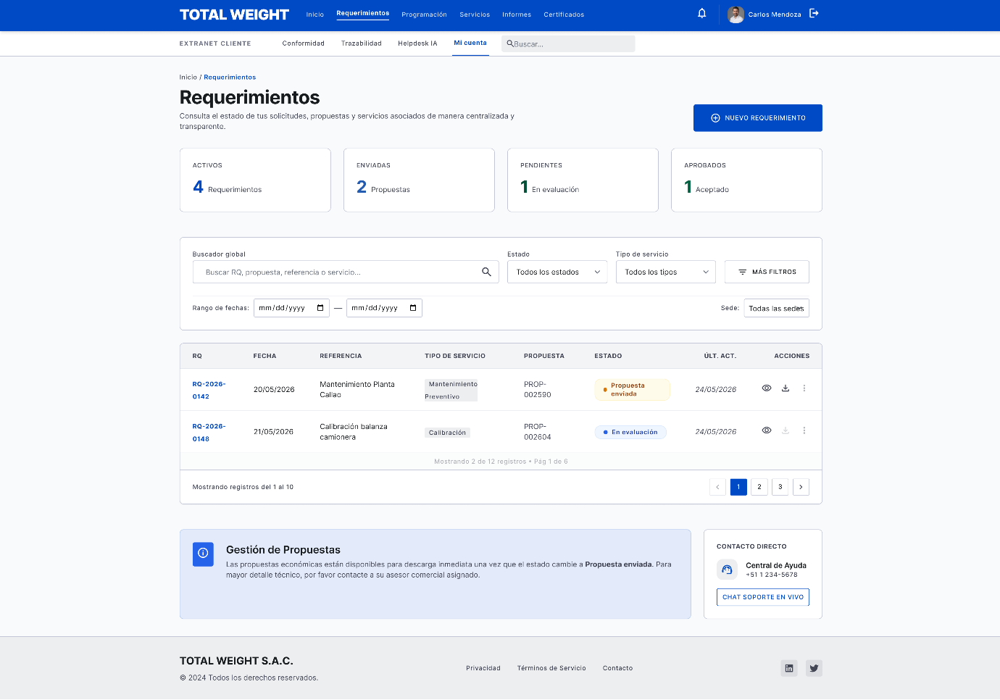 TOTAL WEIGHT Inicio Requerimientos Programación Servicios Informes Certificados Carlos Mendoza
EXTRANET CLIENTE Conformidad Trazabilidad Helpdesk IA Mi cuenta Buscar...
Inicio / Requerimientos
Requerimientos
Consulta el estado de tus solicitudes, propuestas y servicios asociados de manera centralizada y
transparente.
NUEVO REQUERIMIENTO
ACTIVOS
4 Requerimientos
ENVIADAS
2 Propuestas
PENDIENTES
1 En evaluación
APROBADOS
1 Aceptado
Buscador global
Buscar RQ, propuesta, referencia o servicio...
Estado
Todos los estados
Tipo de servicio
Todos los tipos
MÁS FILTROS
Rango de fechas: mm/dd/yyyy — mm/dd/yyyy
Sede: Todas las sedes
RQ FECHA REFERENCIA TIPO DE SERVICIO PROPUESTA ESTADO ÚLT. ACT. ACCIONES
RQ-2026-
0142
20/05/2026
Mantenimiento Planta
Callao
Mantenimiento
Preventivo
PROP-
002590
Propuesta
enviada
24/05/2026
RQ-2026-
0148
21/05/2026
Calibración balanza
camionera
Calibración
PROP-
002604
En evaluación
24/05/2026
Mostrando 2 de 12 registros • Pág 1 de 6
Mostrando registros del 1 al 10
1 2 3
Gestión de Propuestas
Las propuestas económicas están disponibles para descarga inmediata una vez que el estado cambie a Propuesta enviada. Para
mayor detalle técnico, por favor contacte a su asesor comercial asignado.
CONTACTO DIRECTO
Central de Ayuda
+51 1 234-5678
CHAT SOPORTE EN VIVO
TOTAL WEIGHT S.A.C.
© 2024 Todos los derechos reservados.
Privacidad Términos de Servicio Contacto